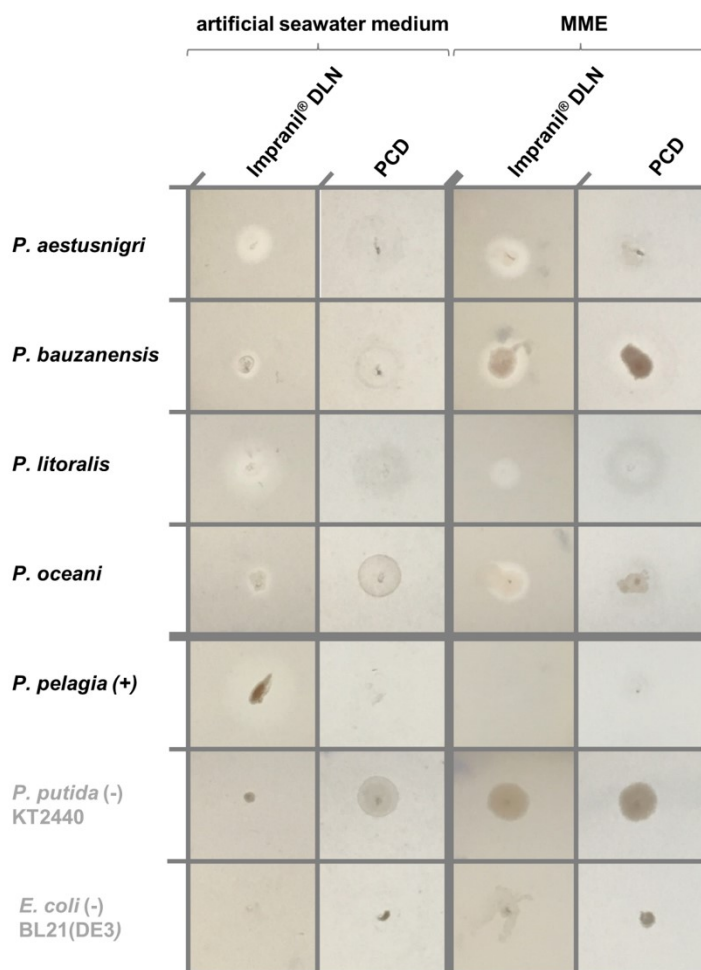 artificial seawater medium
MME
Impranil® DLN
PCD
Impranil® DLN
PCD
P. aestusnigri
P. bauzanensis
P. litoralis
P. oceani
P. pelagia (+)
P. putida (-)
KT2440
E. coli (-)
BL21(DE3)